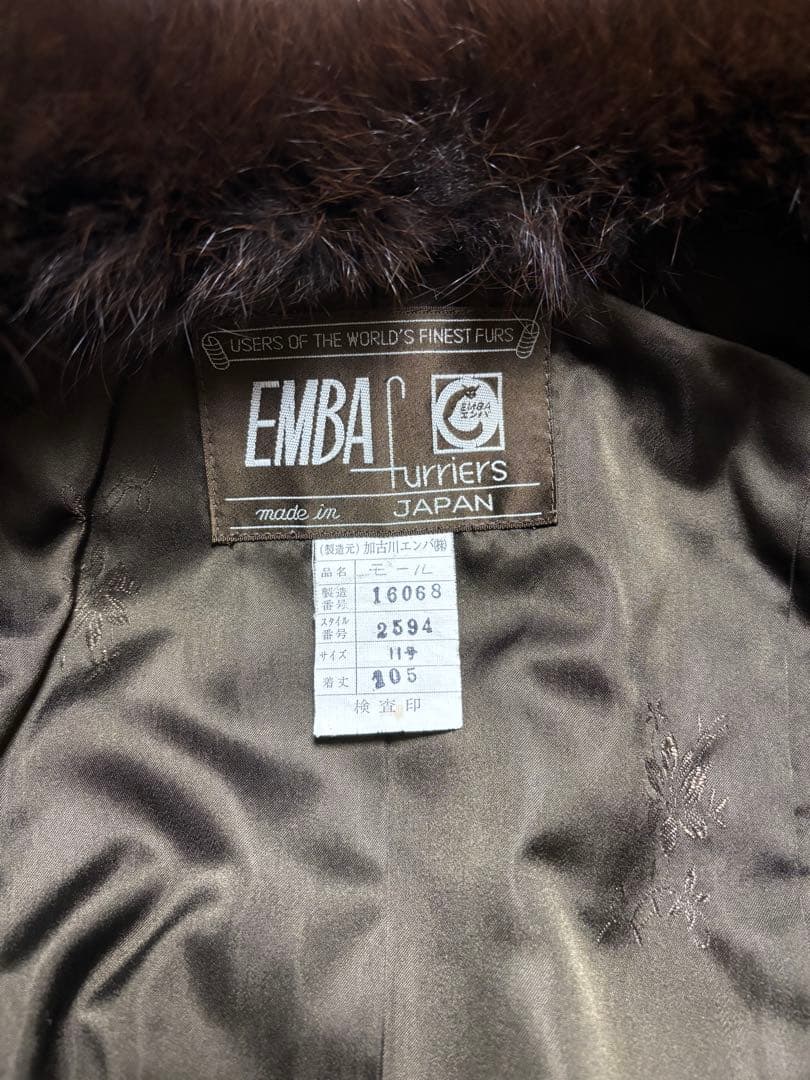 USERS OF THE WORLD'S FINEST FURS
EMBA furriers
EMBA
エンバ
made in JAPAN
(製造元) 加古川エンバ㈱
品名 モール
製造番号 16068
スタイル番号 2594
サイズ 11号
着丈 105
検査印